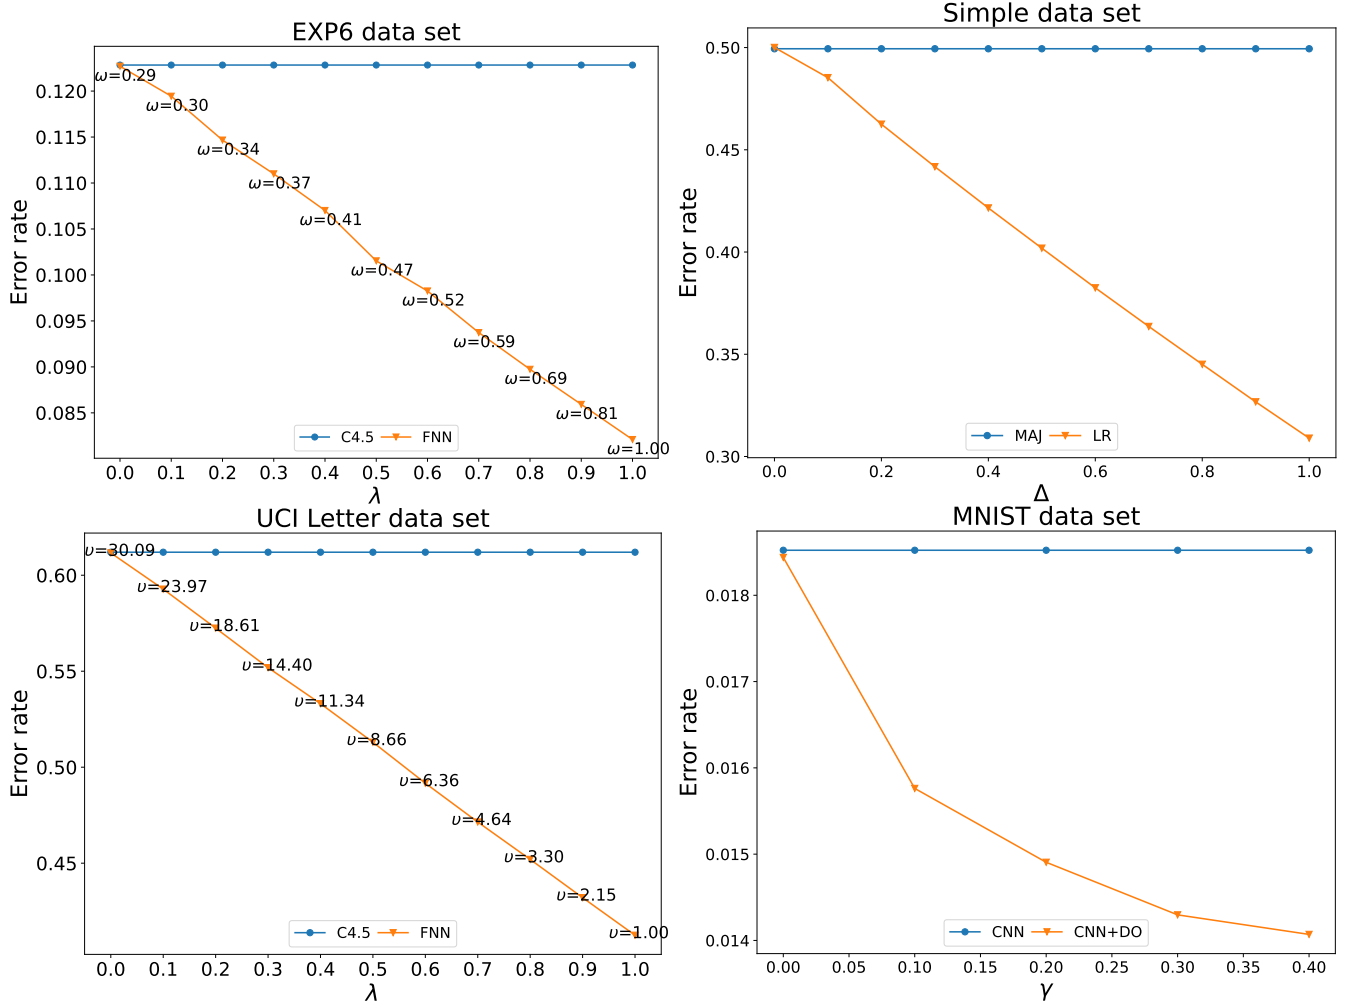 EXP6 data set
Error rate
0.120
0.115
0.110
0.105
0.100
0.095
0.090
0.085
ω=0.29
ω=0.30
ω=0.34
ω=0.37
ω=0.41
ω=0.47
ω=0.52
ω=0.59
ω=0.69
ω=0.81
ω=1.00
C4.5 FNN
0.0 0.1 0.2 0.3 0.4 0.5 0.6 0.7 0.8 0.9 1.0
λ
Simple data set
Error rate
0.50
0.45
0.40
0.35
0.30
MAJ LR
0.0 0.2 0.4 0.6 0.8 1.0
Δ
UCI Letter data set
Error rate
0.60
0.55
0.50
0.45
υ=30.09
υ=23.97
υ=18.61
υ=14.40
υ=11.34
υ=8.66
υ=6.36
υ=4.64
υ=3.30
υ=2.15
υ=1.00
C4.5 FNN
0.0 0.1 0.2 0.3 0.4 0.5 0.6 0.7 0.8 0.9 1.0
λ
MNIST data set
Error rate
0.018
0.017
0.016
0.015
0.014
CNN CNN+DO
0.00 0.05 0.10 0.15 0.20 0.25 0.30 0.35 0.40
γ